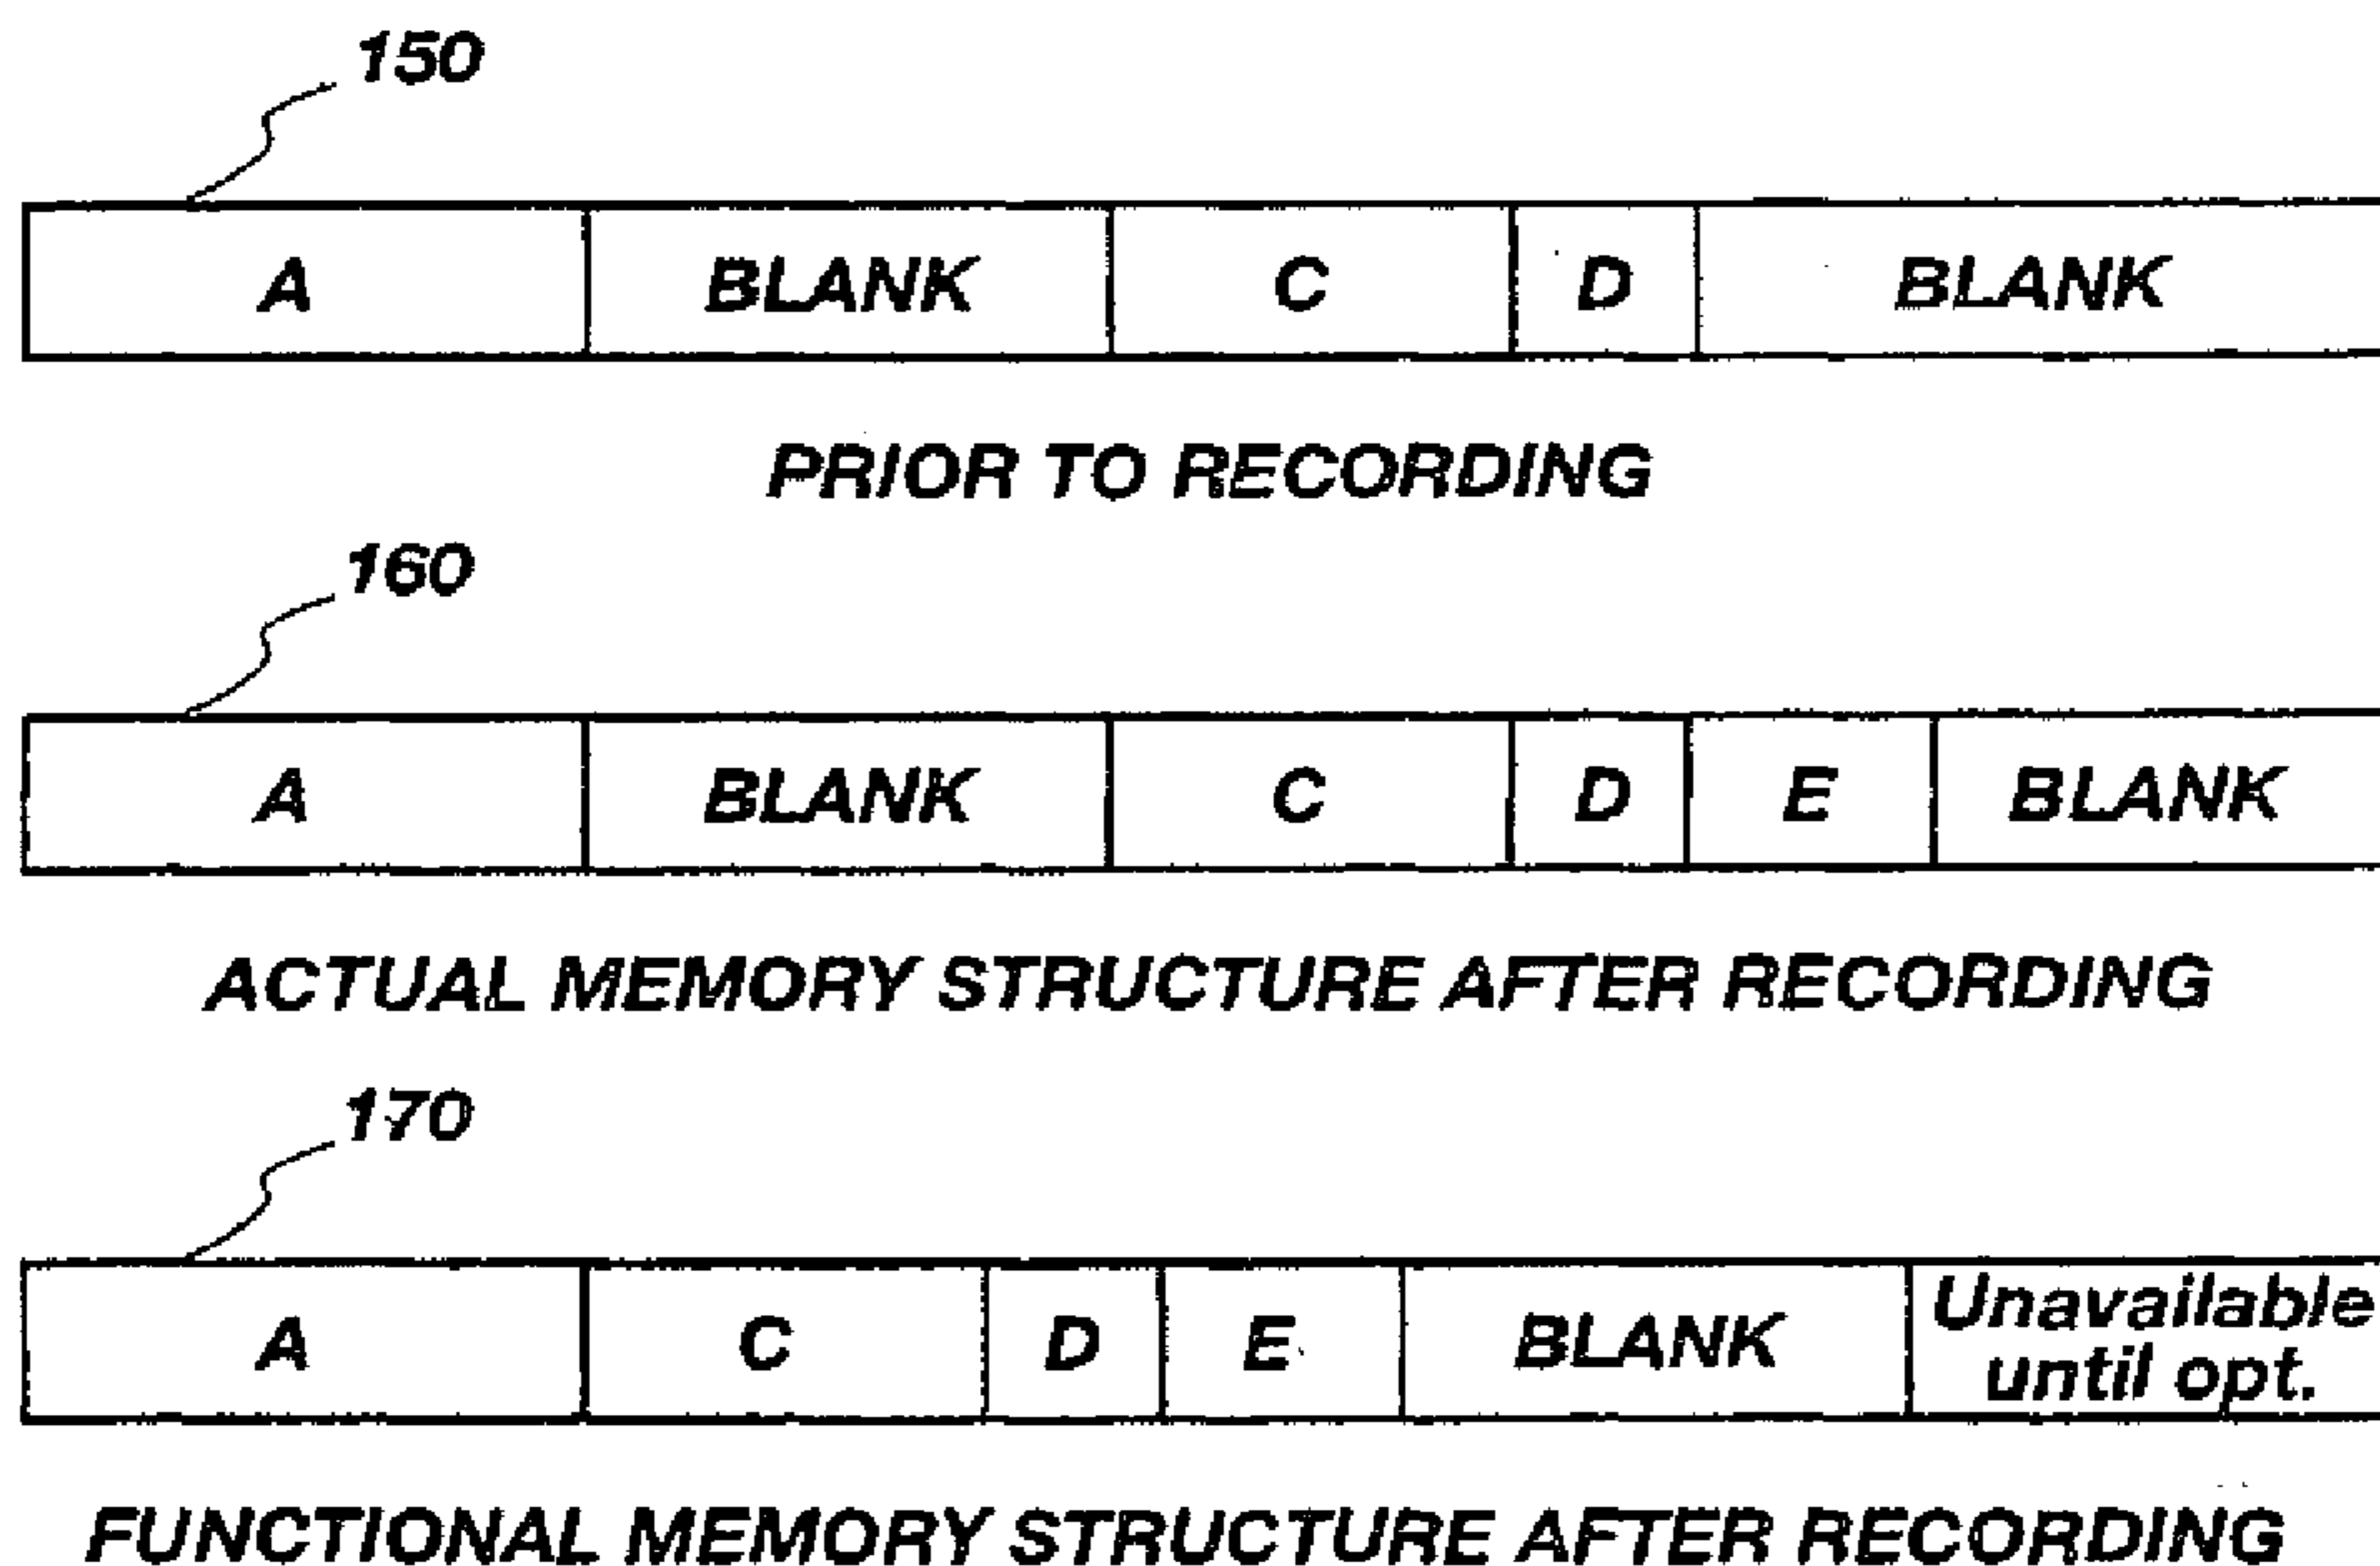 150
A BLANK C D BLANK
PRIOR TO RECORDING
160
A BLANK C D E BLANK
ACTUAL MEMORY STRUCTURE AFTER RECORDING
170
A C D E BLANK Unavailable
until opt.
FUNCTIONAL MEMORY STRUCTURE AFTER RECORDING